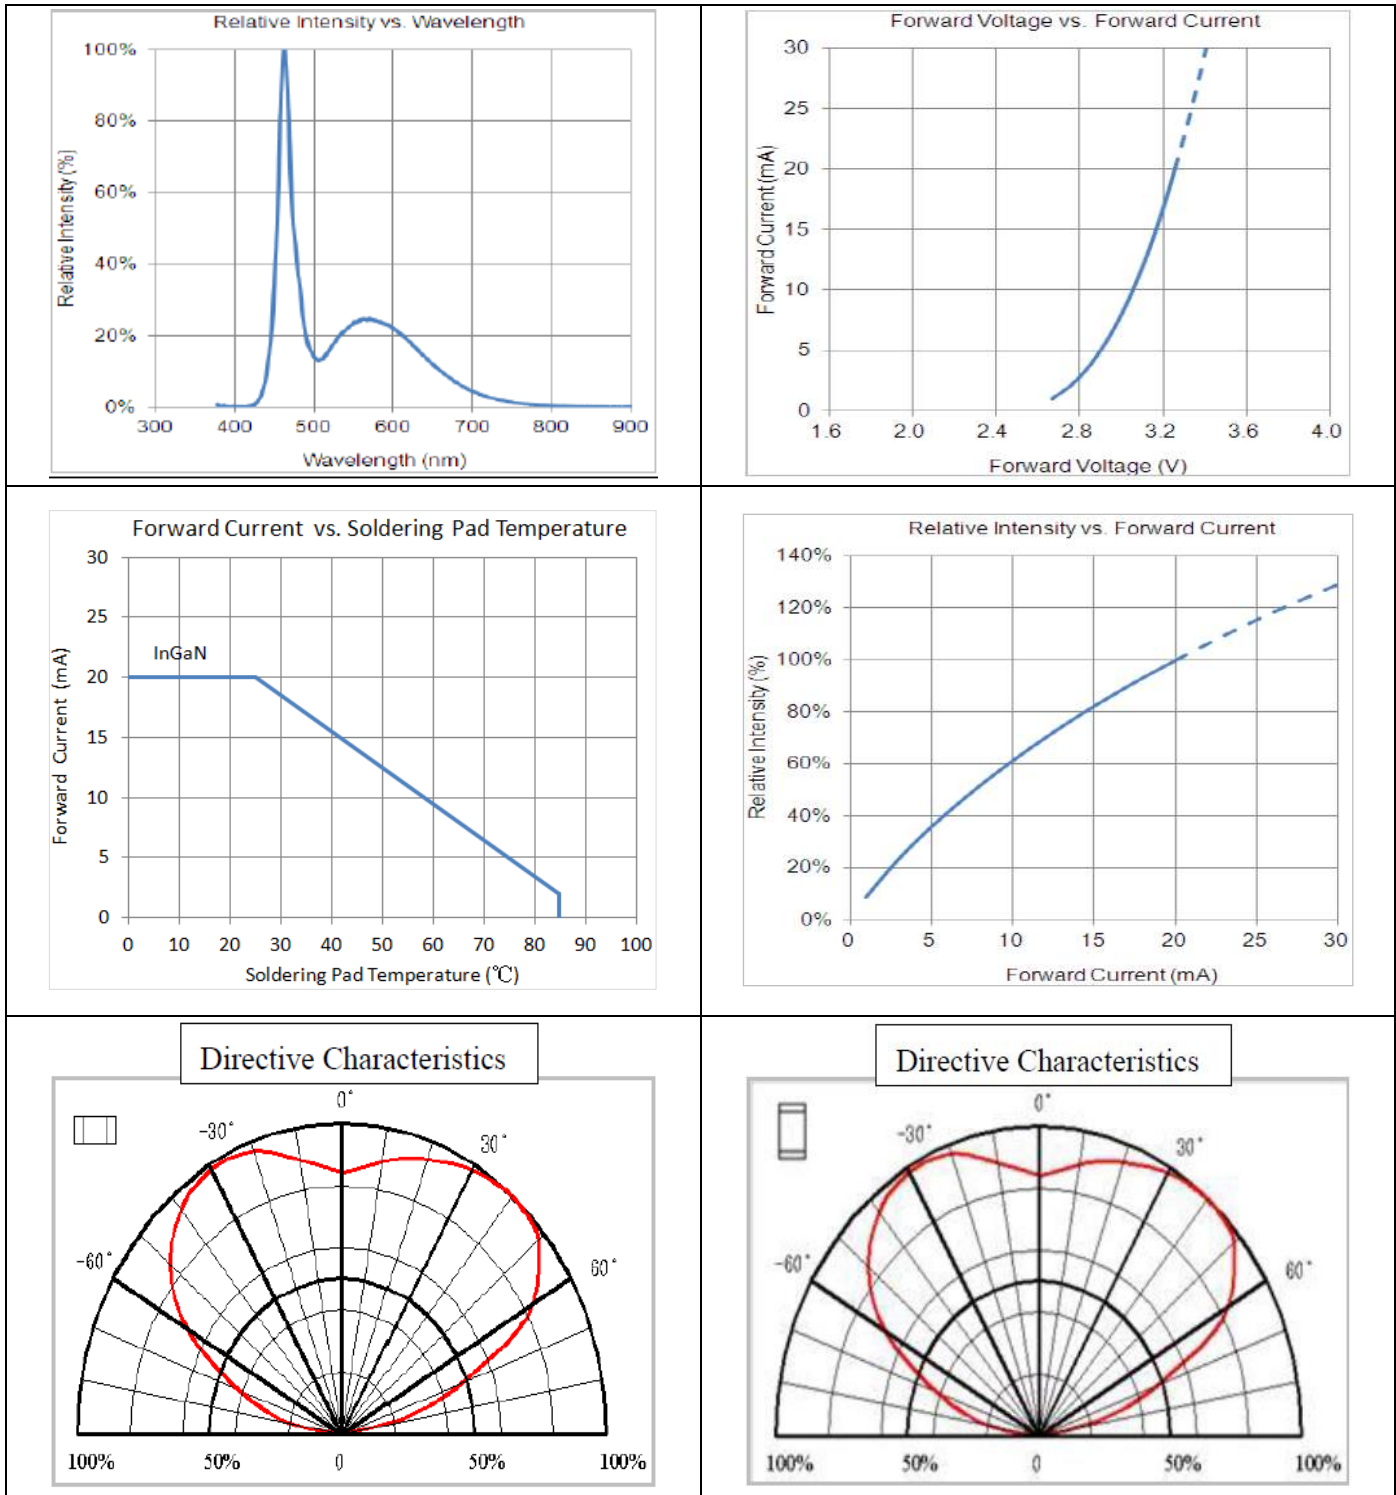 Relative Intensity vs. Wavelength
100%
80%
60%
40%
20%
0%
Relative Intensity (%)
300 400 500 600 700 800 900
Wavelength (nm)
Forward Voltage vs. Forward Current
30
25
20
15
10
5
0
Forward Current (mA)
1.6 2.0 2.4 2.8 3.2 3.6 4.0
Forward Voltage (V)
Forward Current vs. Soldering Pad Temperature
30
25
20
15
10
5
0
InGaN
Forward Current (mA)
0 10 20 30 40 50 60 70 80 90 100
Soldering Pad Temperature (℃)
Relative Intensity vs. Forward Current
140%
120%
100%
80%
60%
40%
20%
0%
Relative Intensity (%)
0 5 10 15 20 25 30
Forward Current (mA)
Directive Characteristics
0°
-30° 30°
-60° 60°
100% 50% 0 50% 100%
Directive Characteristics
0°
-30° 30°
-60° 60°
100% 50% 0 50% 100%